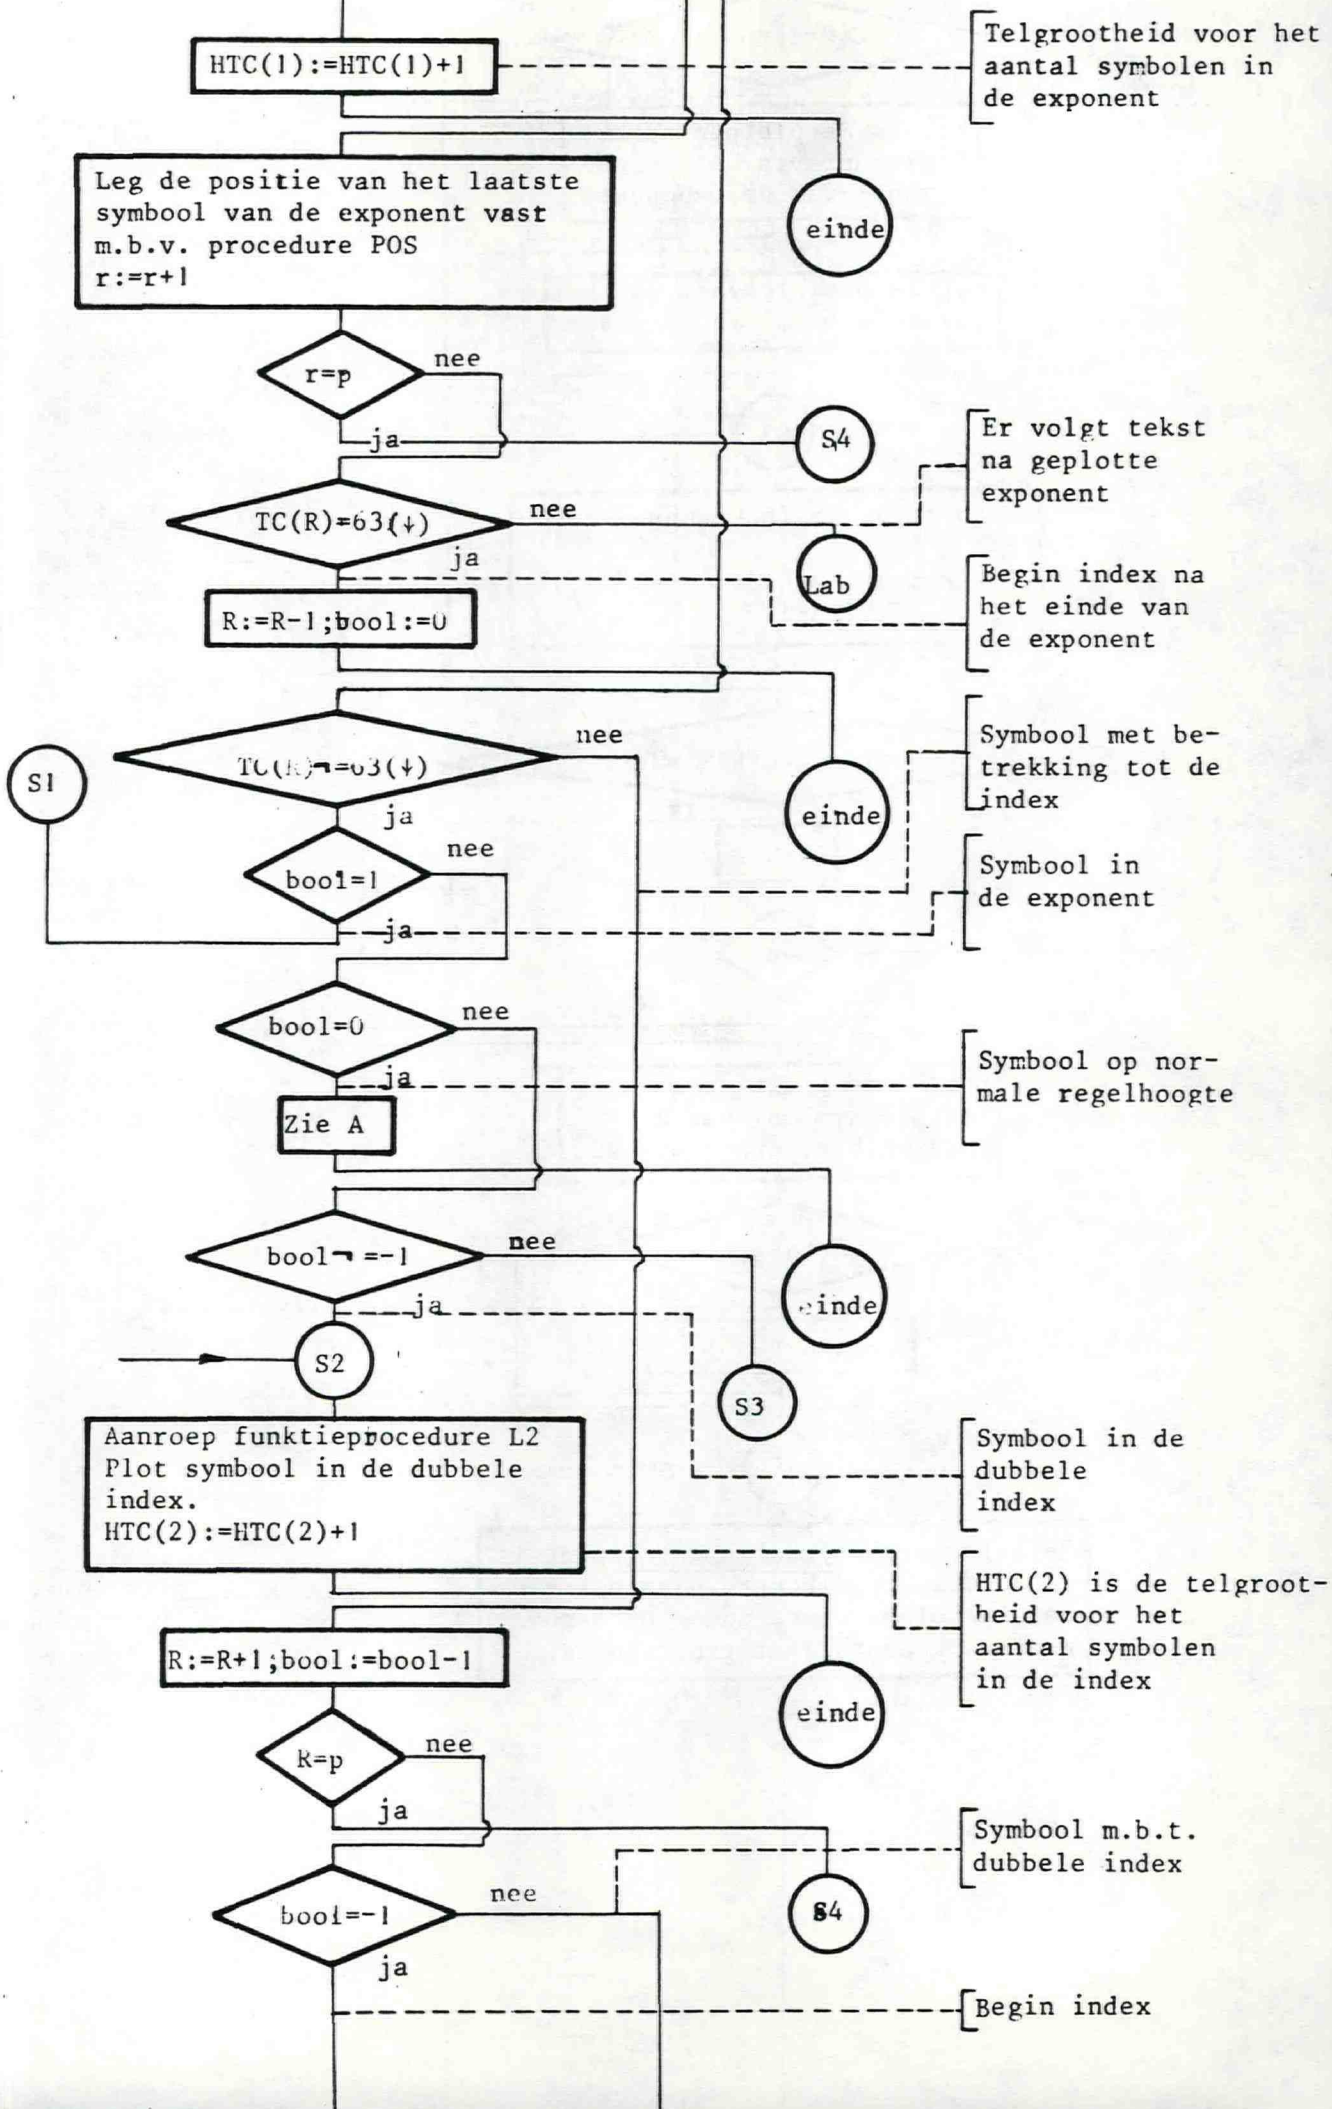 HTC(1):=HTC(1)+1
Telgrootheid voor het
aantal symbolen in
de exponent
Leg de positie van het laatste
symbool van de exponent vast
m.b.v. procedure POS
r:=r+1
einde
r=p
nee
ja
S4
Er volgt tekst
na geplotte
exponent
TC(R)=63(↓)
nee
ja
Lab
Begin index na
het einde van
de exponent
R:=R-1;bool:=0
einde
TC(R)¬=63(↓)
nee
ja
Symbool met be-
trekking tot de
index
S1
bool=1
nee
ja
Symbool in
de exponent
bool=0
nee
ja
Symbool op nor-
male regelhoogte
Zie A
einde
bool¬=-1
nee
ja
S2
S3
Aanroep funktieprocedure L2
Plot symbool in de dubbele
index.
HTC(2):=HTC(2)+1
Symbool in de
dubbele
index
HTC(2) is de telgroot-
heid voor het
aantal symbolen
in de index
R:=R+1;bool:=bool-1
einde
R=p
nee
ja
S4
Symbool m.b.t.
dubbele index
bool=-1
nee
ja
Begin index